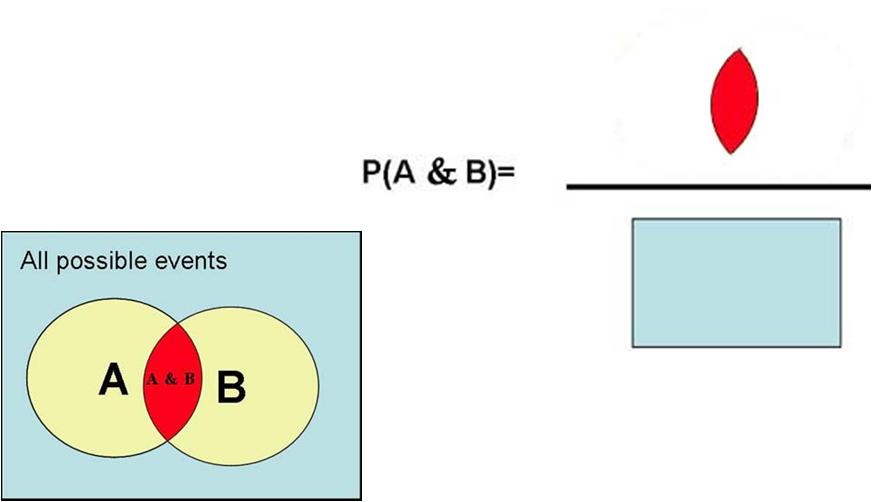 P(A & B)=
All possible events
A
A & B
B